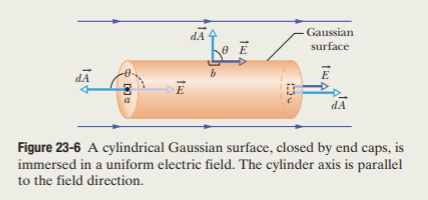 dA
θ
E
Gaussian
surface
dA
θ
E
b
E
a
c
dA
Figure 23-6 A cylindrical Gaussian surface, closed by end caps, is
immersed in a uniform electric field. The cylinder axis is parallel
to the field direction.